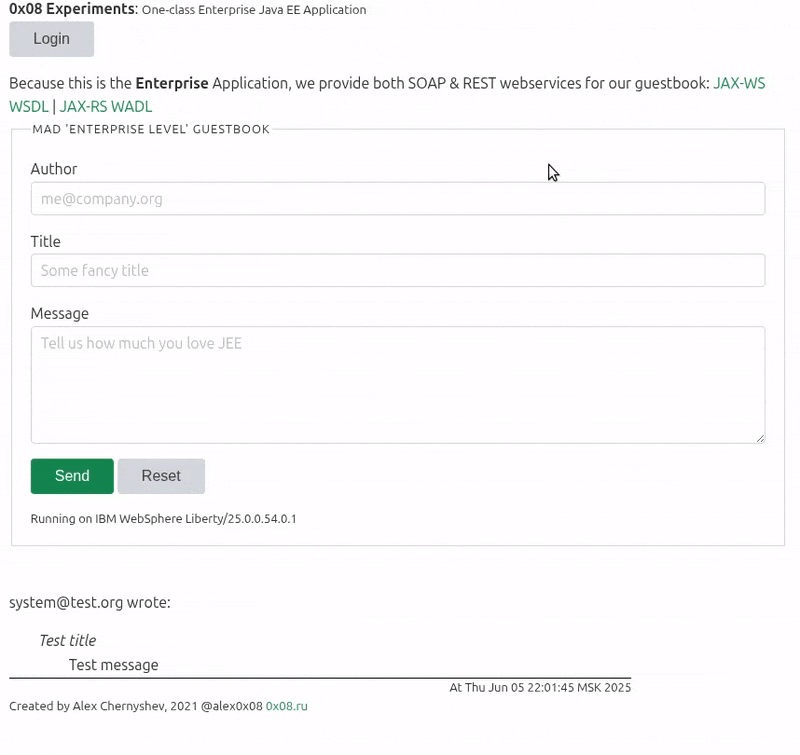 0x08 Experiments: One-class Enterprise Java EE Application
Login
Because this is the Enterprise Application, we provide both SOAP & REST webservices for our guestbook: JAX-WS
WSDL | JAX-RS WADL
MAD 'ENTERPRISE LEVEL' GUESTBOOK
Author
me@company.org
Title
Some fancy title
Message
Tell us how much you love JEE
Send Reset
Running on IBM WebSphere Liberty/25.0.0.54.0.1
system@test.org wrote:
Test title
Test message
At Thu Jun 05 22:01:45 MSK 2025
Created by Alex Chernyshev, 2021 @alex0x08 0x08.ru